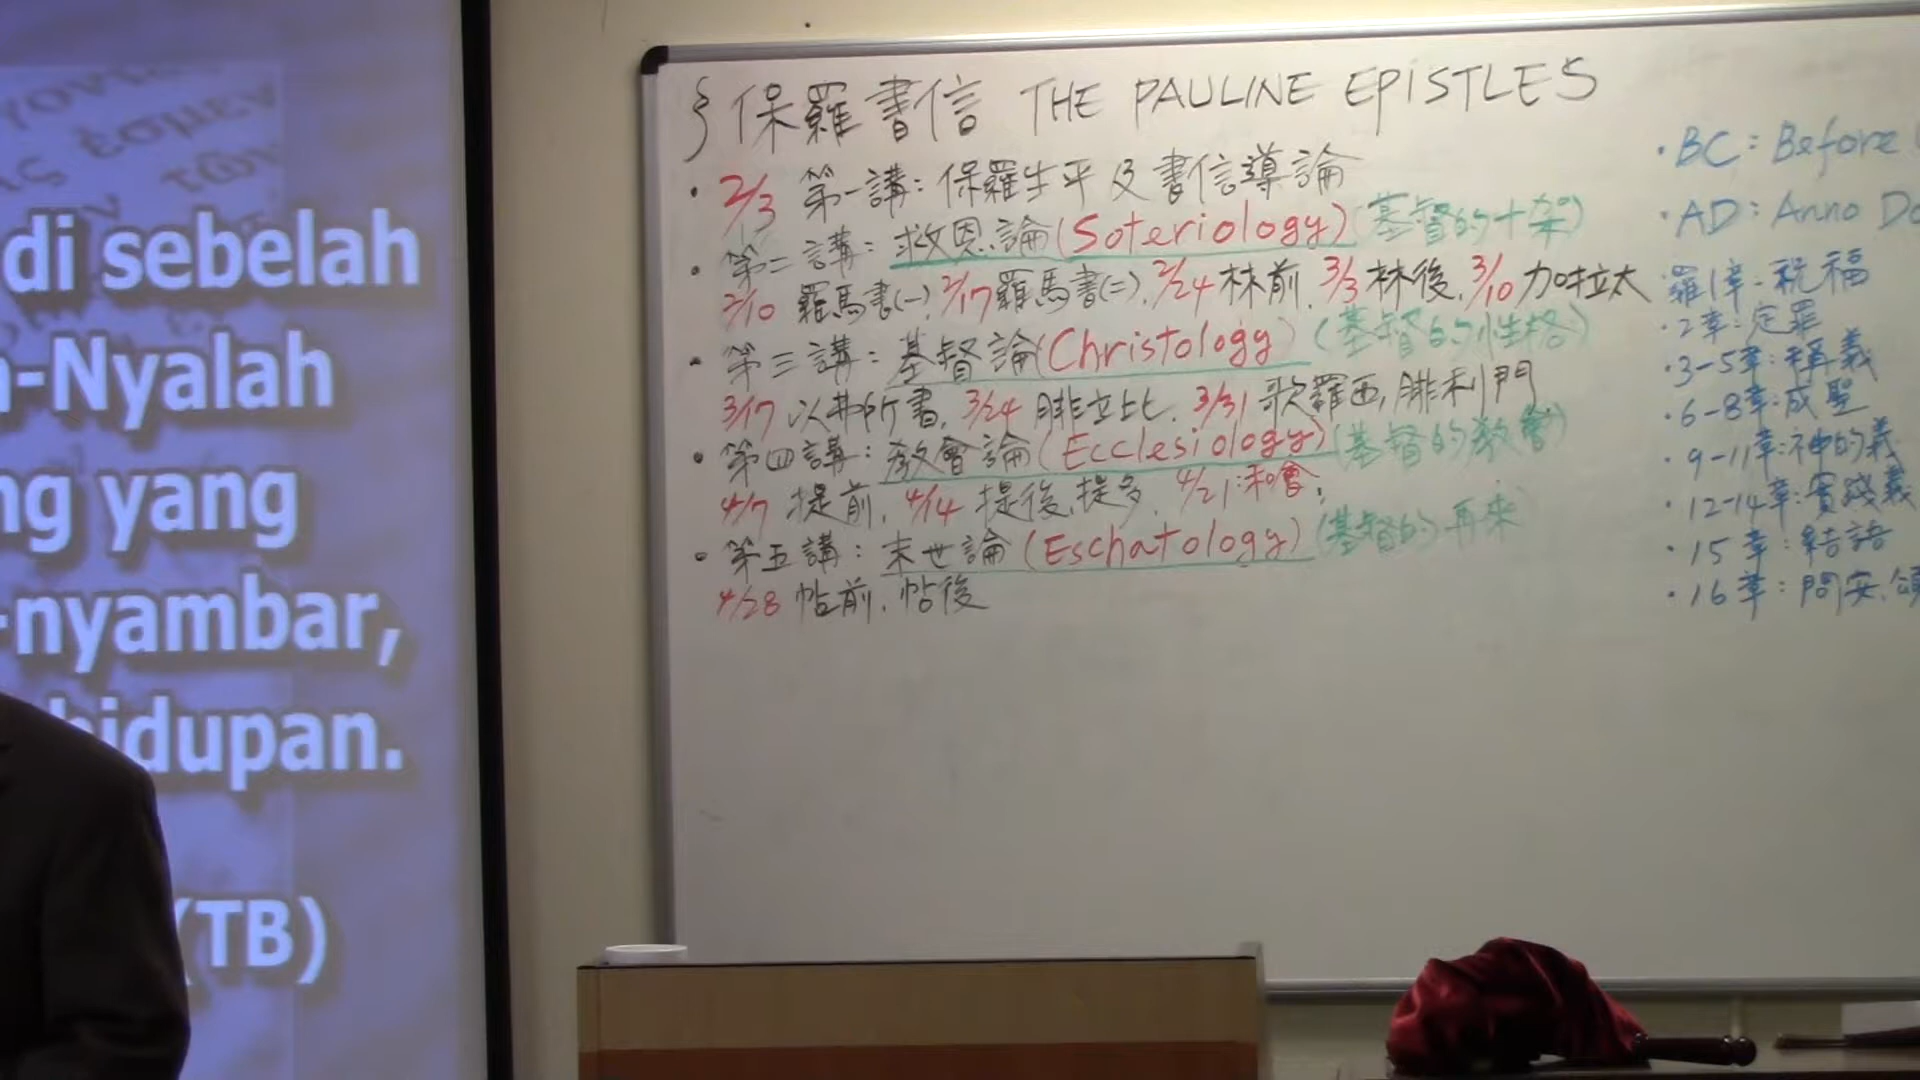 γονι
ς ἐσμεν
ις
ν
τῶν
di sebelah
-Nyalah
ng yang
-nyambar,
hidupan.
(TB)
保羅書信 THE PAULINE EPISTLES
• 2/3 第一講: 保羅生平及書信導論
• 第二講: 救恩論(Soteriology)(基督的十架)
2/10 羅馬書(一), 2/17 羅馬書(二), 2/24 林前, 3/3 林後, 3/10 加拉太
• 第三講: 基督論(Christology) (基督的性格)
3/17 以弗所書, 3/24 腓立比, 3/31 歌羅西, 腓利門
• 第四講: 教會論(Ecclesiology)(基督的教會)
4/7 提前, 4/14 提後, 提多, 4/21:
• 第五講: 末世論(Eschatology)(基督的再來)
4/28 帖前, 帖後
• BC: Before
• AD: Anno Do
羅1章: 祝福
• 2章: 定罪
• 3-5章: 稱義
• 6-8章: 成聖
• 9-11章: 神的義
• 12-14章: 實踐義
• 15章: 結語
• 16章: 問安, 頌